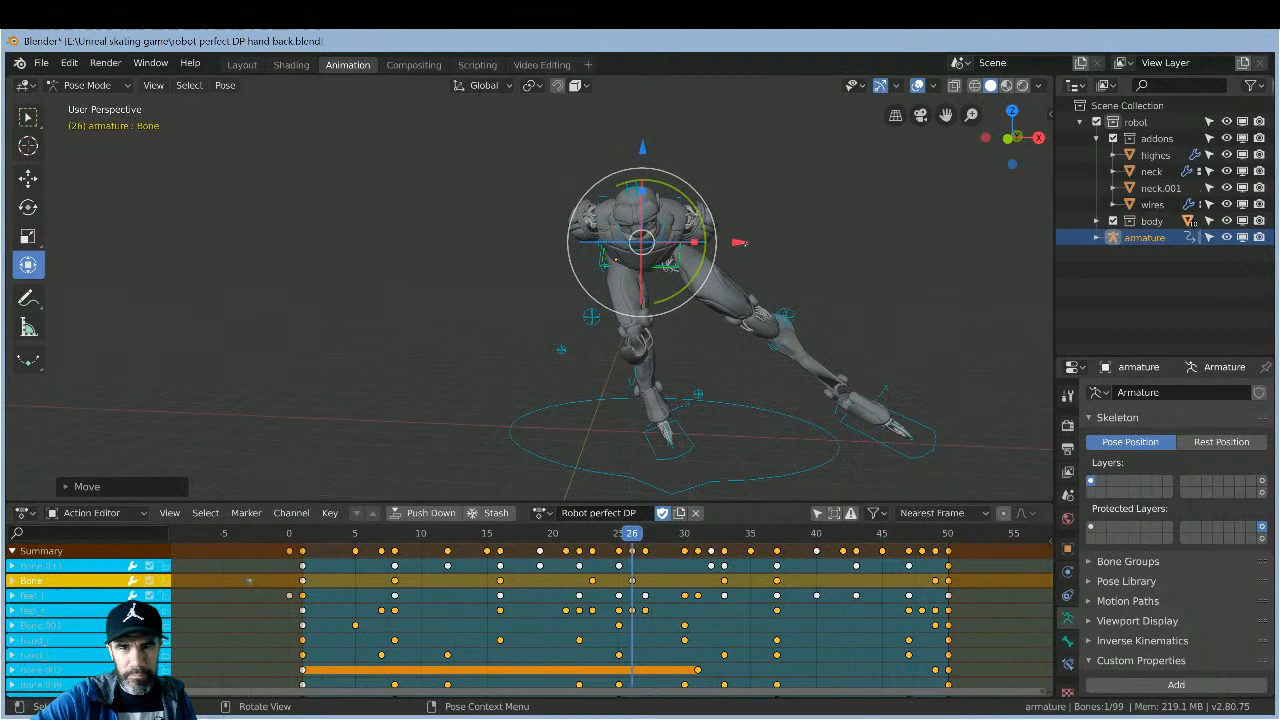 Blender* [E:\Unreal skating game\robot perfect DP hand back.blend]
File Edit Render Window Help Layout Shading Animation Compositing Scripting Video Editing + Scene View Layer
Pose Mode View Select Pose Global
User Perspective
(26) armature : Bone
Z
X
Scene Collection
robot
addons
highes
neck
neck.001
wires
body
10
armature
armature Armature
Armature
Skeleton
Pose Position Rest Position
Layers:
Protected Layers:
Bone Groups
Pose Library
Motion Paths
Viewport Display
Inverse Kinematics
Custom Properties
Add
Move
Action Editor View Select Marker Channel Key Push Down Stash Robot perfect DP Nearest Frame
-5 0 5 10 15 20 25 26 30 35 40 45 50 55
Summary
Bone.033
Bone
feet_l
feet_r
Bone.001
Bone.002
Bone.039
Rotate View Pose Context Menu armature | Bones:1/99 | Mem: 219.1 MB | v2.80.75